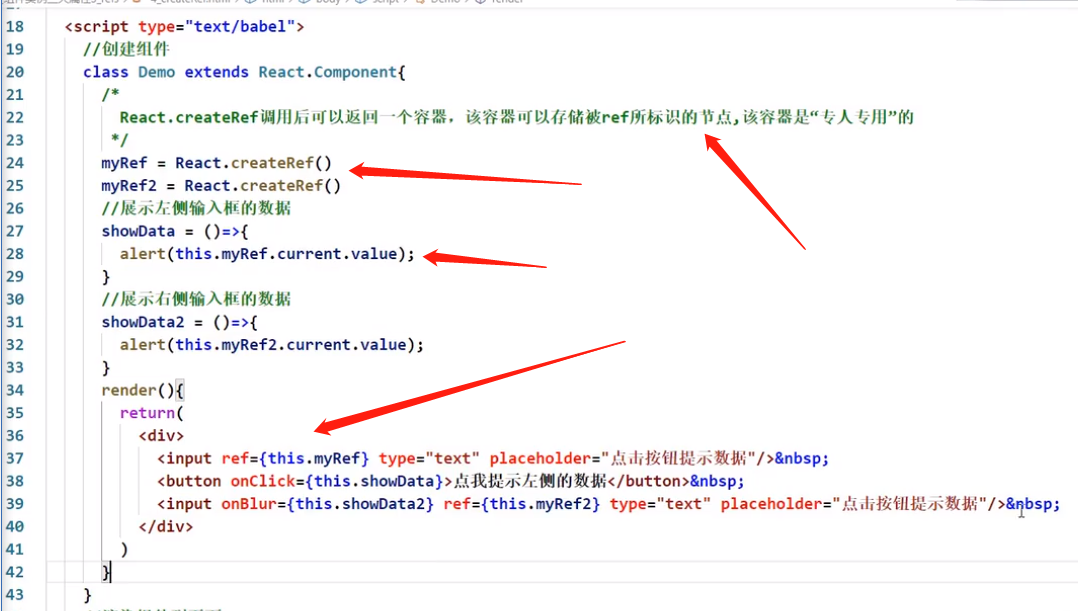 18 <script type="text/babel">
19 //创建组件
20 class Demo extends React.Component{
21 /*
22 React.createRef调用后可以返回一个容器，该容器可以存储被ref所标识的节点,该容器是“专人专用”的
23 */
24 myRef = React.createRef()
25 myRef2 = React.createRef()
26 //展示左侧输入框的数据
27 showData = ()=>{
28 alert(this.myRef.current.value);
29 }
30 //展示右侧输入框的数据
31 showData2 = ()=>{
32 alert(this.myRef2.current.value);
33 }
34 render(){
35 return(
36 <div>
37 <input ref={this.myRef} type="text" placeholder="点击按钮提示数据"/>&nbsp;
38 <button onClick={this.showData}>点我提示左侧的数据</button>&nbsp;
39 <input onBlur={this.showData2} ref={this.myRef2} type="text" placeholder="点击按钮提示数据"/>&nbsp;
40 </div>
41 )
42 }
43 }